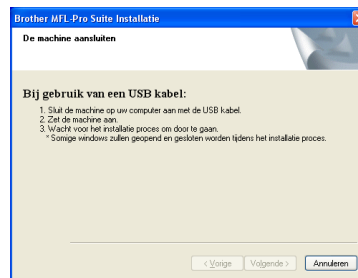 Brother MFL-Pro Suite Installatie
De machine aansluiten
Bij gebruik van een USB kabel:
1. Sluit de machine op uw computer aan met de USB kabel.
2. Zet de machine aan.
3. Wacht voor het installatie proces om door te gaan.
* Somige windows zullen geopend en gesloten worden tijdens het installatie proces.
< Vorige Volgende > Annuleren